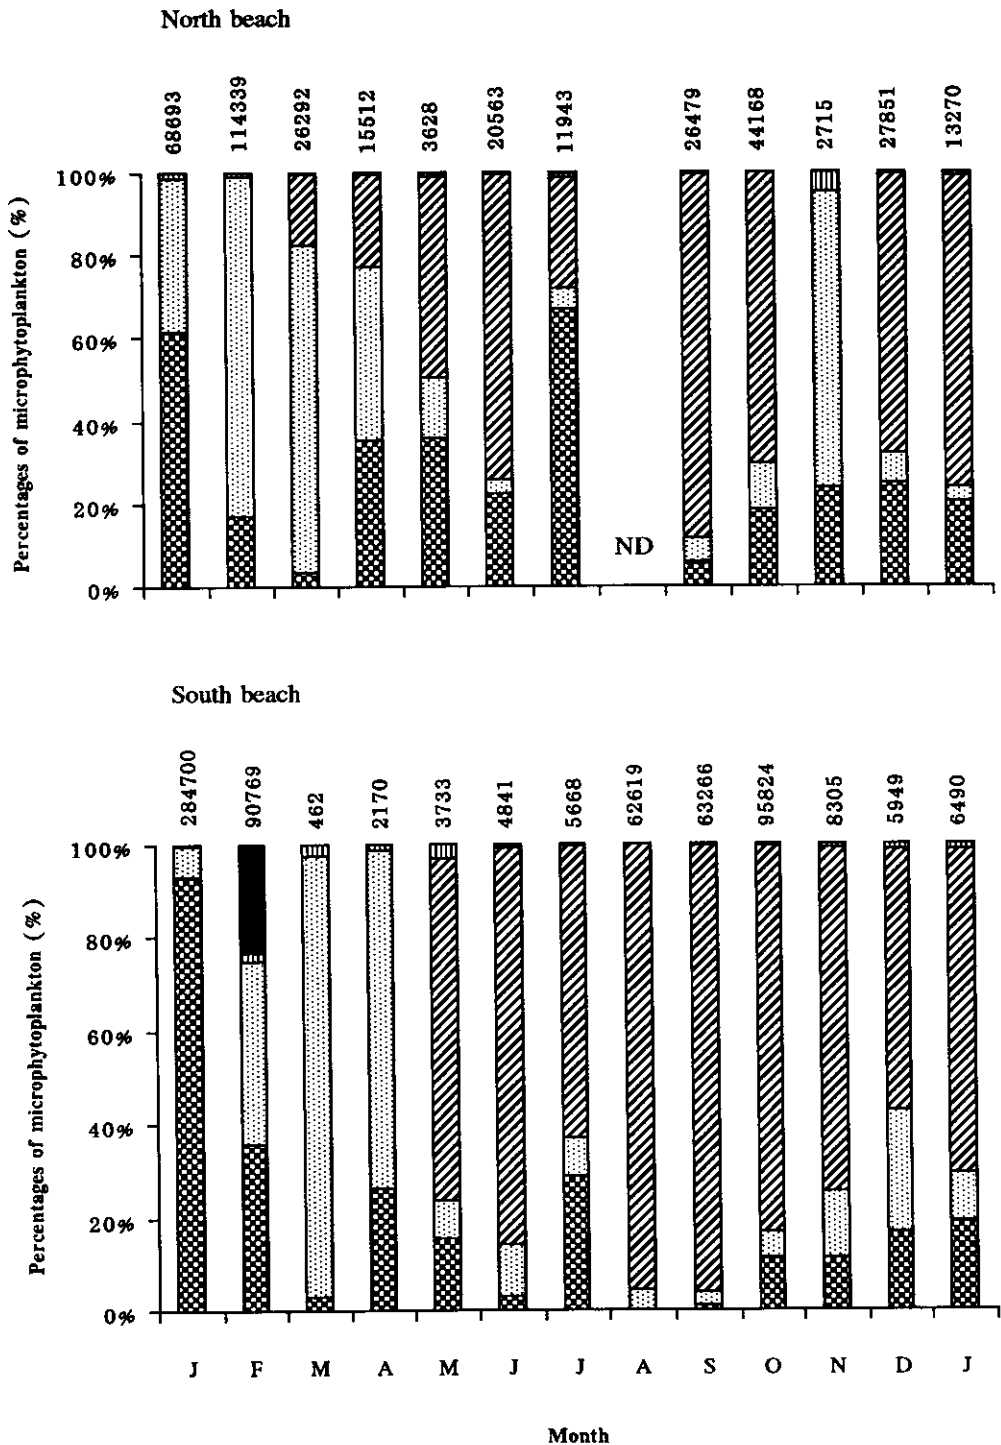 North beach
68693 114339 26292 15512 3628 20563 11943 26479 44168 2715 27851 13270
Percentages of microphytoplankton (%)
100%
80%
60%
40%
20%
0%
ND
South beach
284700 90769 462 2170 3733 4841 5668 62619 63266 95824 8305 5949 6490
Percentages of microphytoplankton (%)
100%
80%
60%
40%
20%
0%
J F M A M J J A S O N D J
Month